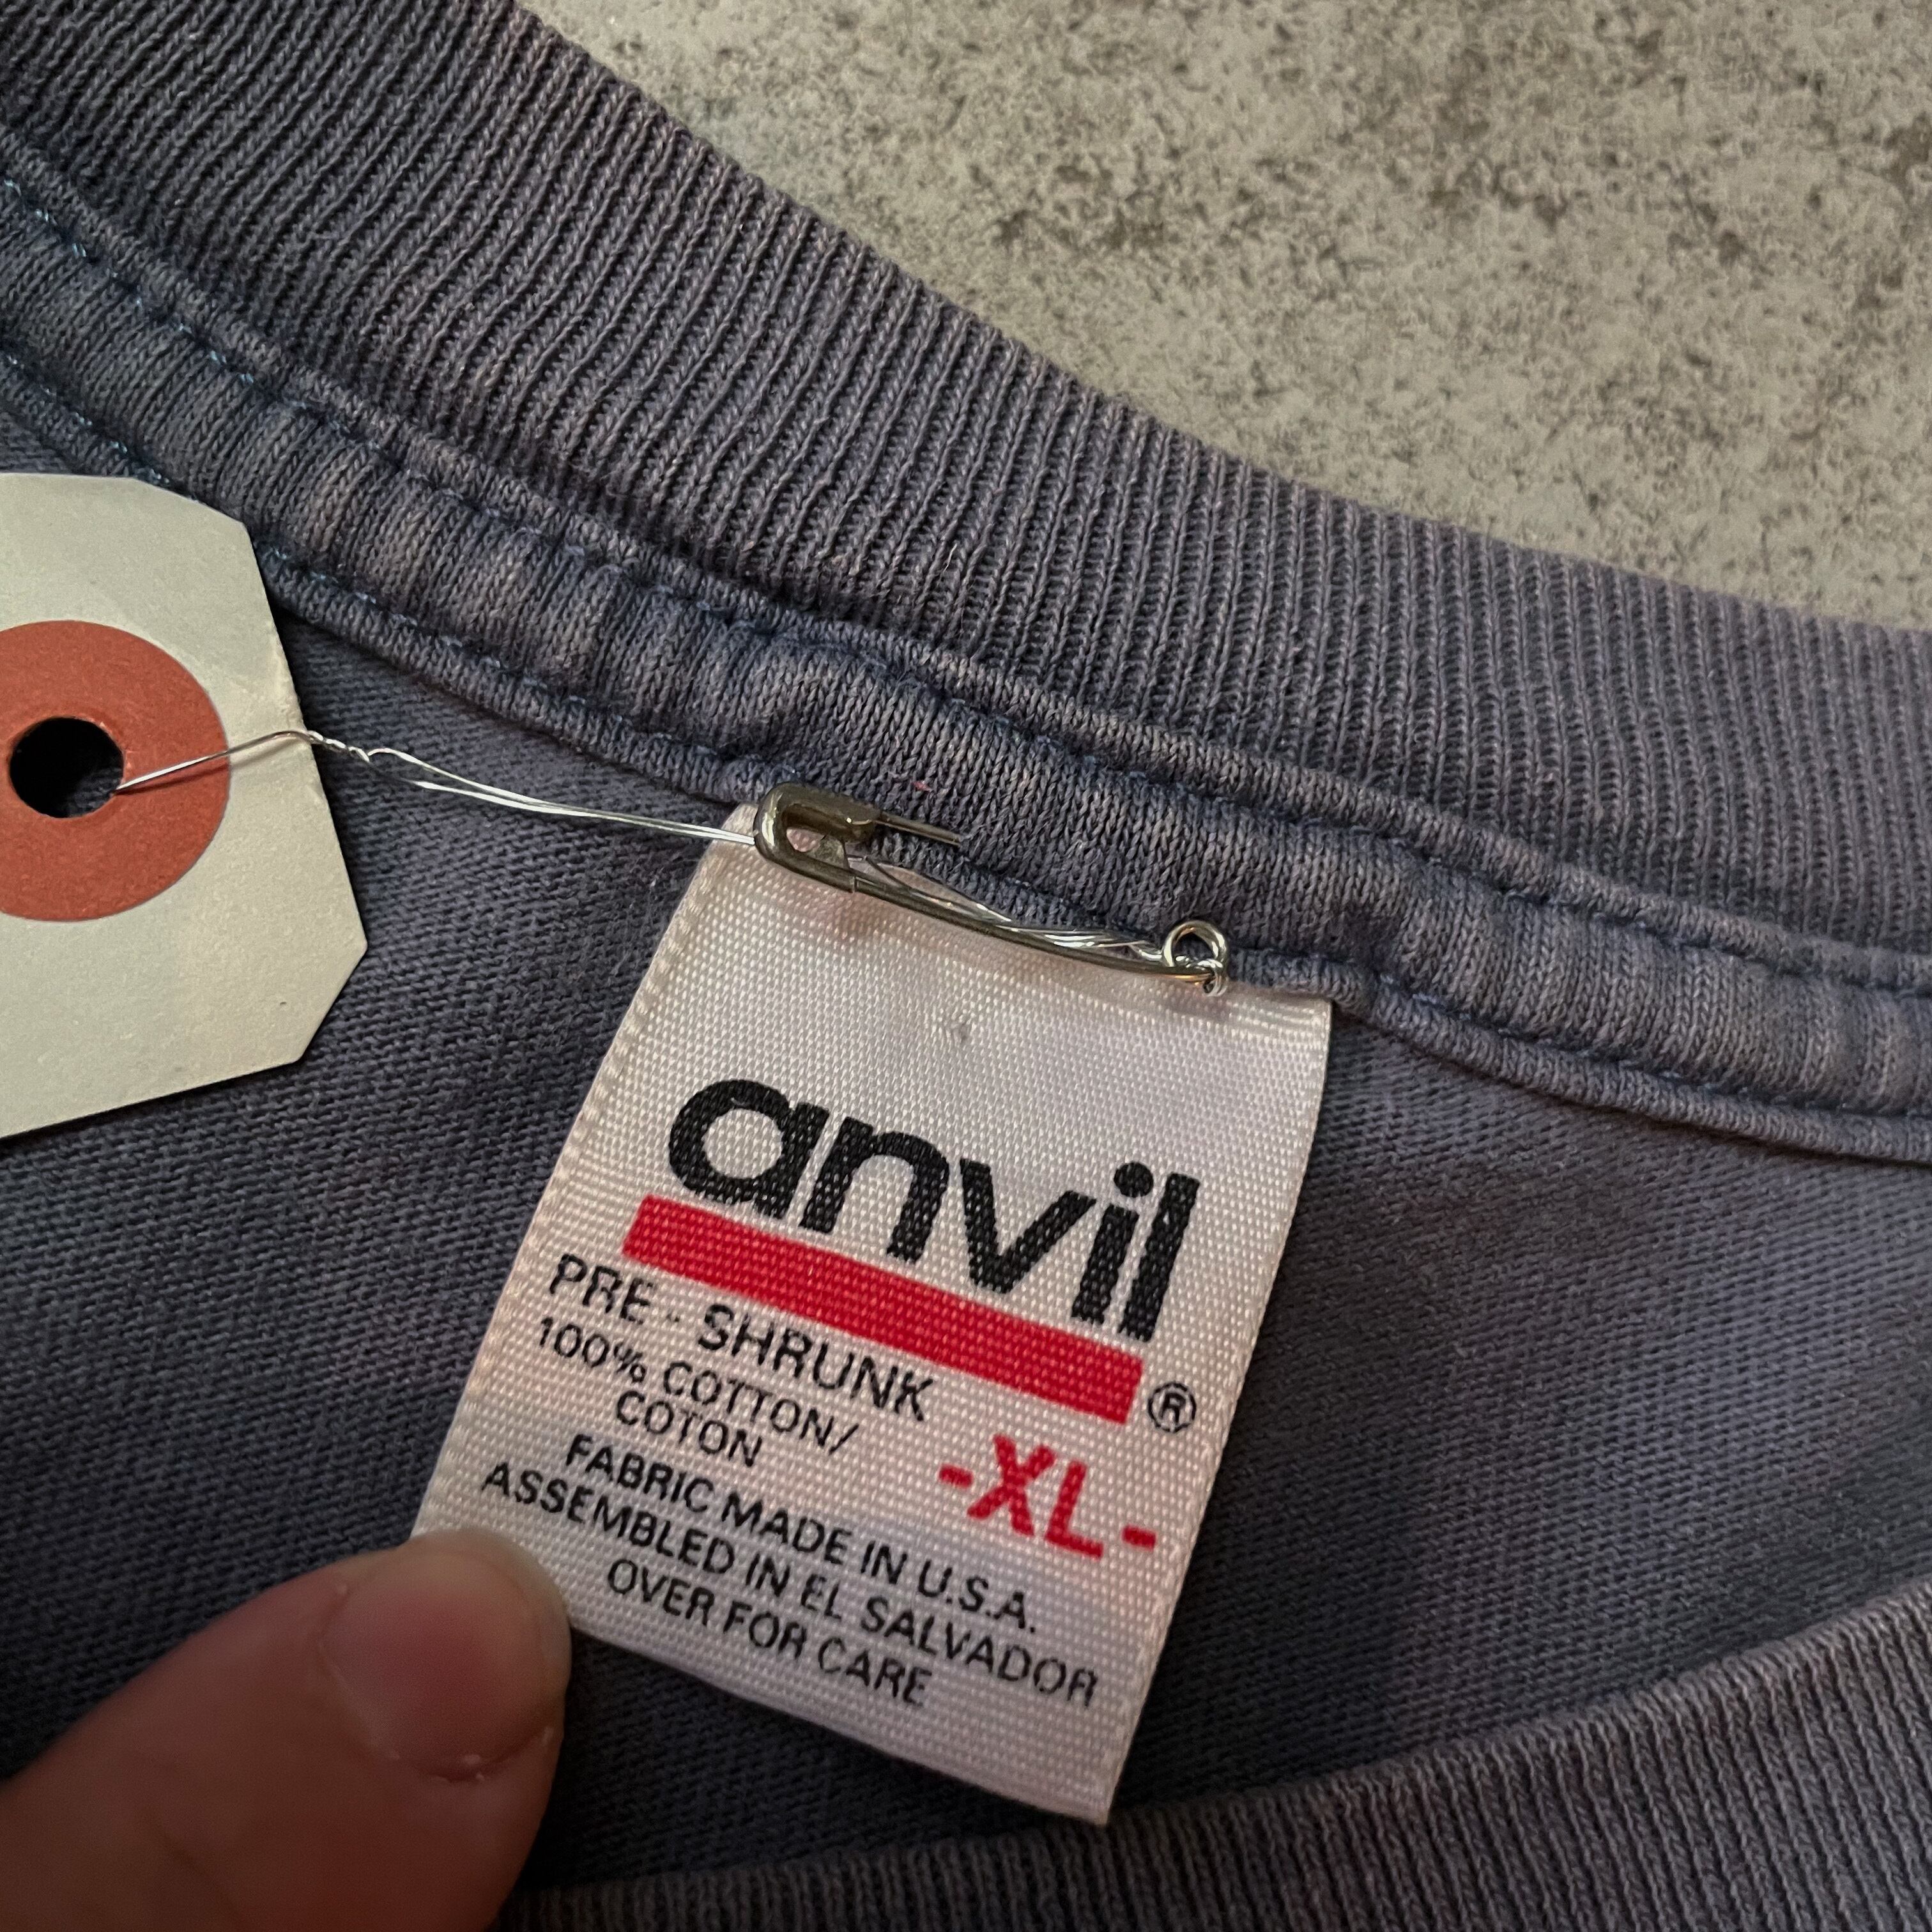 anvil
®
PRE-SHRUNK
100% COTTON/
COTON
-XL-
FABRIC MADE IN U.S.A.
ASSEMBLED IN EL SALVADOR
OVER FOR CARE